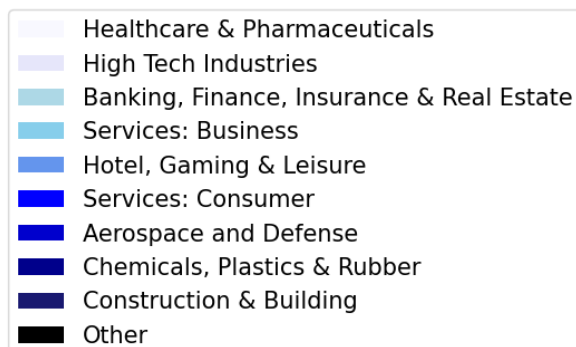 Healthcare & Pharmaceuticals
High Tech Industries
Banking, Finance, Insurance & Real Estate
Services: Business
Hotel, Gaming & Leisure
Services: Consumer
Aerospace and Defense
Chemicals, Plastics & Rubber
Construction & Building
Other